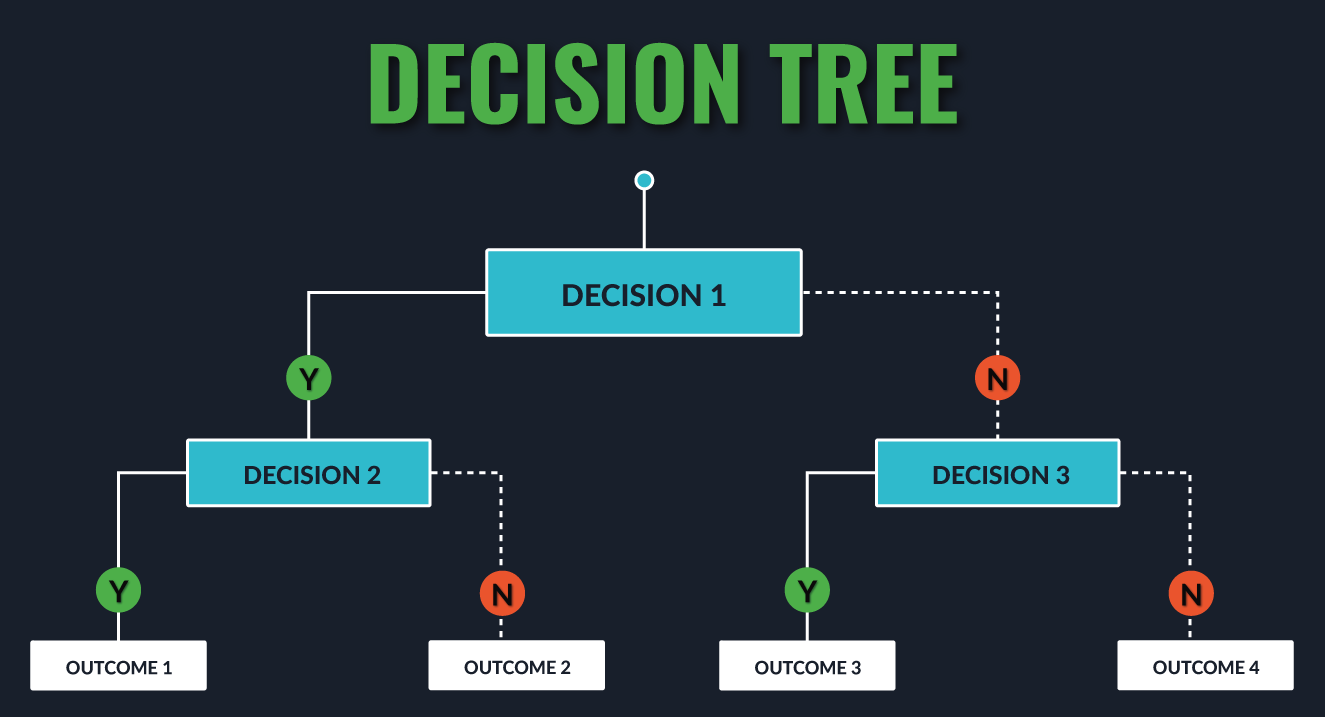 DECISION TREE
DECISION 1
Y
N
DECISION 2
DECISION 3
Y
N
Y
N
OUTCOME 1
OUTCOME 2
OUTCOME 3
OUTCOME 4